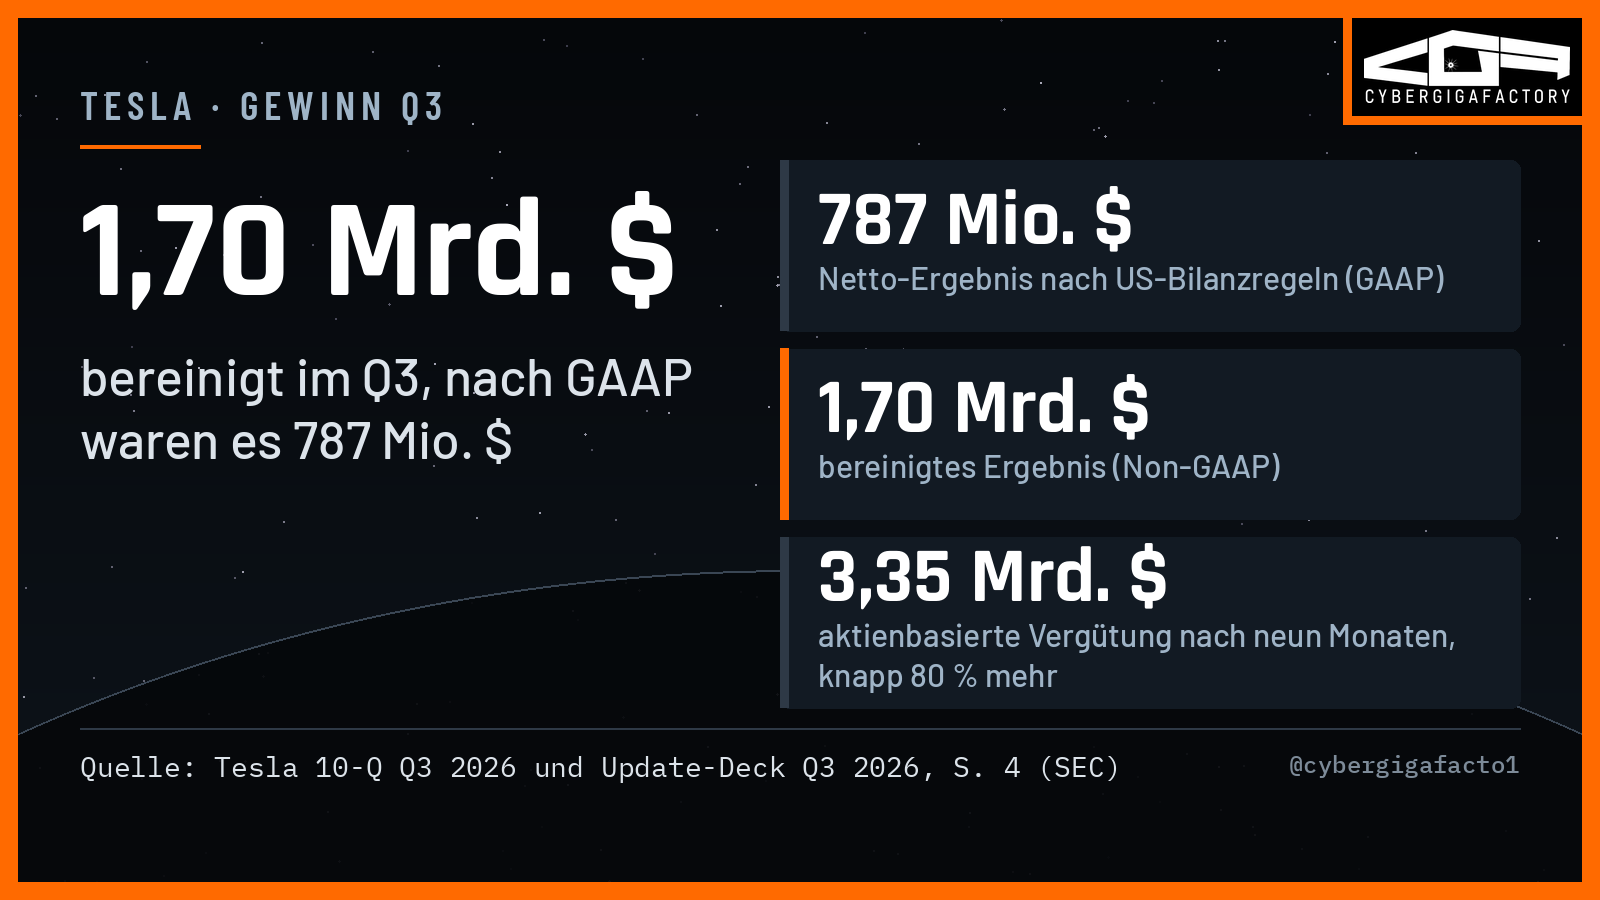 CYBERGIGAFACTORY
TESLA · GEWINN Q3
1,70 Mrd. $
bereinigt im Q3, nach GAAP
waren es 787 Mio. $
787 Mio. $
Netto-Ergebnis nach US-Bilanzregeln (GAAP)
1,70 Mrd. $
bereinigtes Ergebnis (Non-GAAP)
3,35 Mrd. $
aktienbasierte Vergütung nach neun Monaten,
knapp 80 % mehr
Quelle: Tesla 10-Q Q3 2026 und Update-Deck Q3 2026, S. 4 (SEC)
@cybergigafacto1